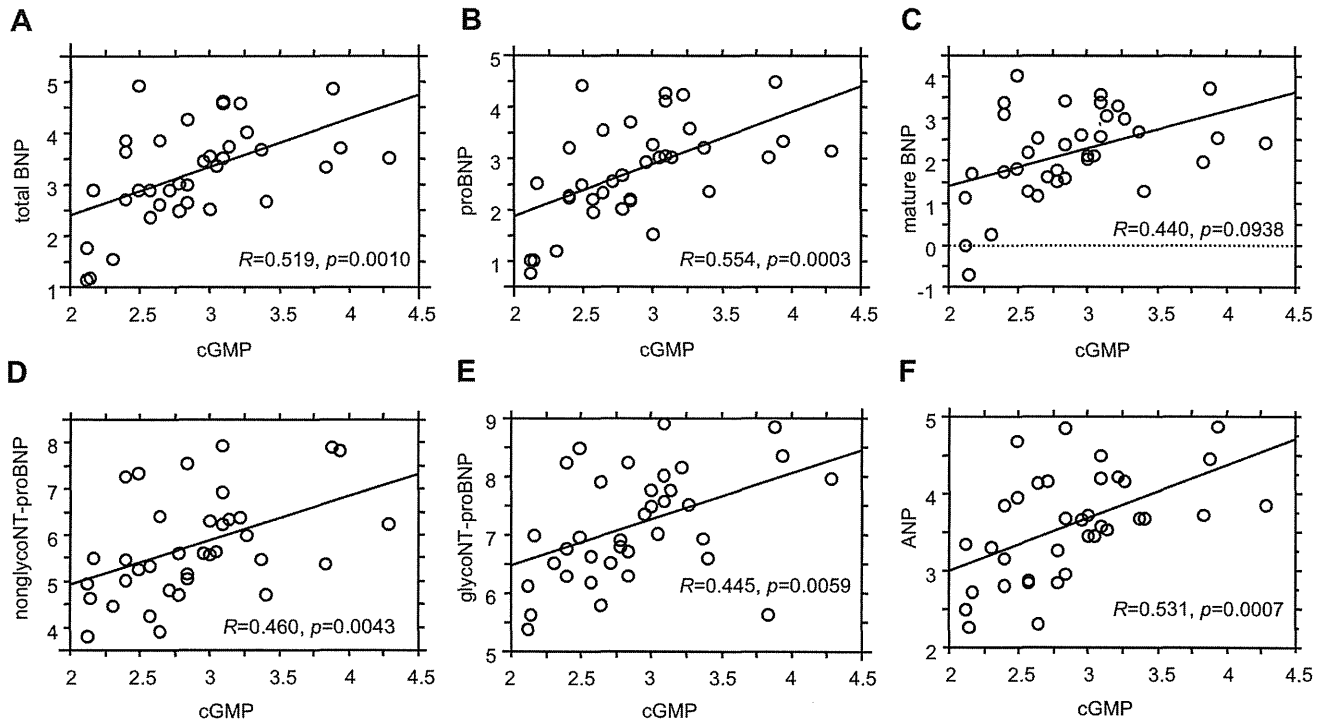 A
total BNP
5
4
3
2
1
R=0.519, p=0.0010
2 2.5 3 3.5 4 4.5
cGMP
B
proBNP
5
4
3
2
1
R=0.554, p=0.0003
2 2.5 3 3.5 4 4.5
cGMP
C
mature BNP
4
3
2
1
0
-1
R=0.440, p=0.0938
2 2.5 3 3.5 4 4.5
cGMP
D
nonglycoNT-proBNP
8
7
6
5
4
R=0.460, p=0.0043
2 2.5 3 3.5 4 4.5
cGMP
E
glycoNT-proBNP
9
8
7
6
5
R=0.445, p=0.0059
2 2.5 3 3.5 4 4.5
cGMP
F
ANP
5
4
3
2
R=0.531, p=0.0007
2 2.5 3 3.5 4 4.5
cGMP